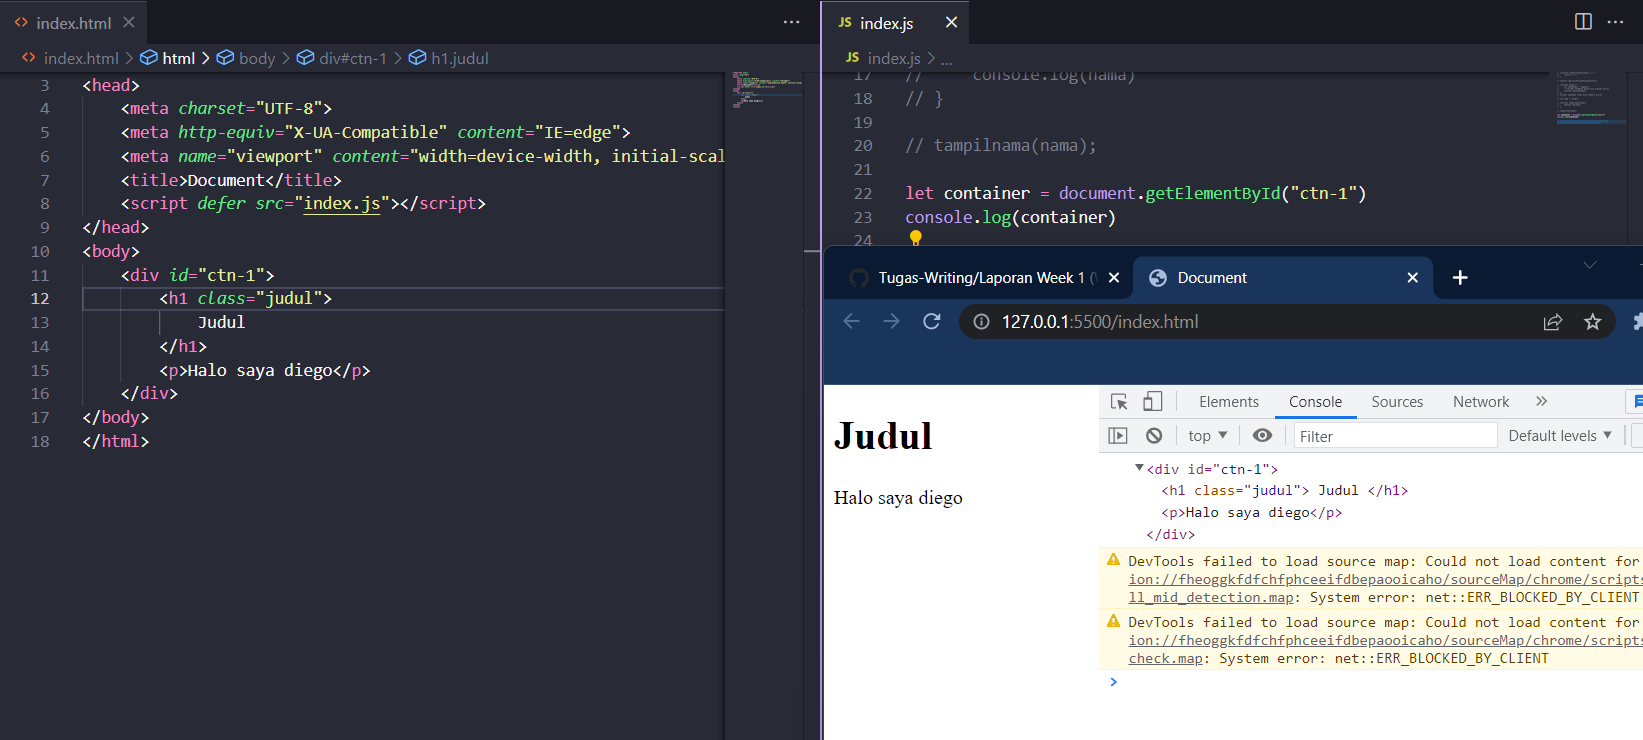 index.html
index.html > html > body > div#ctn-1 > h1.judul
3 <head>
4 <meta charset="UTF-8">
5 <meta http-equiv="X-UA-Compatible" content="IE=edge">
6 <meta name="viewport" content="width=device-width, initial-scal
7 <title>Document</title>
8 <script defer src="index.js"></script>
9 </head>
10 <body>
11 <div id="ctn-1">
12 <h1 class="judul">
13 Judul
14 </h1>
15 <p>Halo saya diego</p>
16 </div>
17 </body>
18 </html>
JS index.js
JS index.js > ...
17 // console.log(nama)
18 // }
19
20 // tampilnama(nama);
21
22 let container = document.getElementById("ctn-1")
23 console.log(container)
24
Tugas-Writing/Laporan Week 1 (
Document
127.0.0.1:5500/index.html
Judul
Halo saya diego
Elements Console Sources Network »
top Filter Default levels
<div id="ctn-1">
<h1 class="judul"> Judul </h1>
<p>Halo saya diego</p>
</div>
DevTools failed to load source map: Could not load content for
ion://fheoggkfdfchfphceeifdbepaooicaho/sourceMap/chrome/scripts
ll_mid_detection.map: System error: net::ERR_BLOCKED_BY_CLIENT
DevTools failed to load source map: Could not load content for
ion://fheoggkfdfchfphceeifdbepaooicaho/sourceMap/chrome/scripts
check.map: System error: net::ERR_BLOCKED_BY_CLIENT